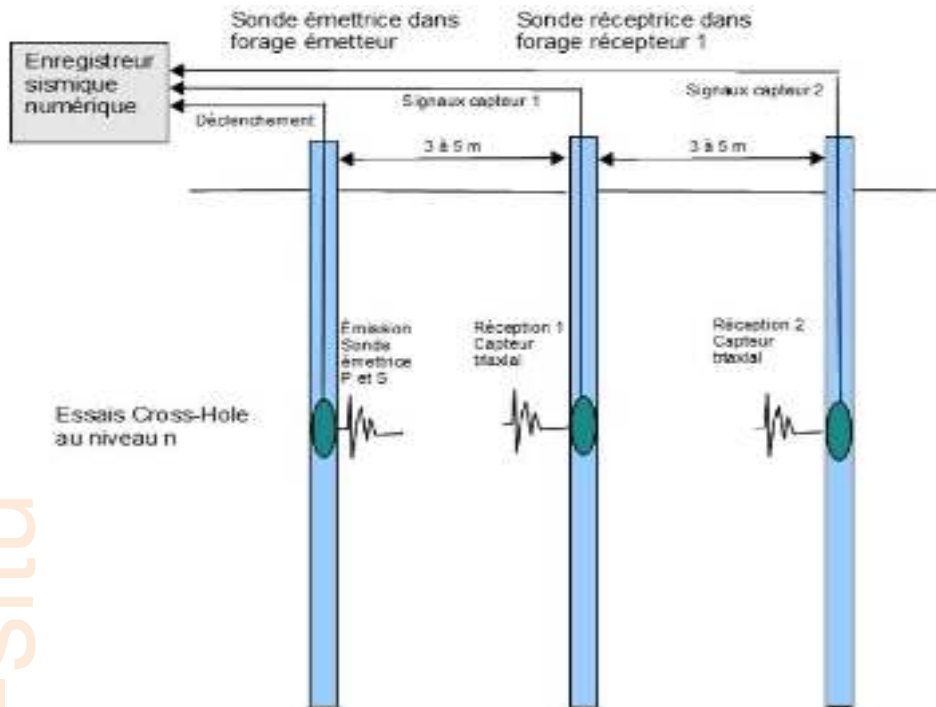 Sonde émettrice dans
forage émetteur
Sonde réceptrice dans
forage récepteur 1
Enregistreur
sismique
numérique
Signaux capteur 1
Signaux capteur 2
Déclenchement
3 à 5 m
3 à 5 m
Émission
Sonde
émettrice
P et S
Réception 1
Capteur
triaxial
Réception 2
Capteur
triaxial
Essais Cross-Hole
au niveau n
-situ